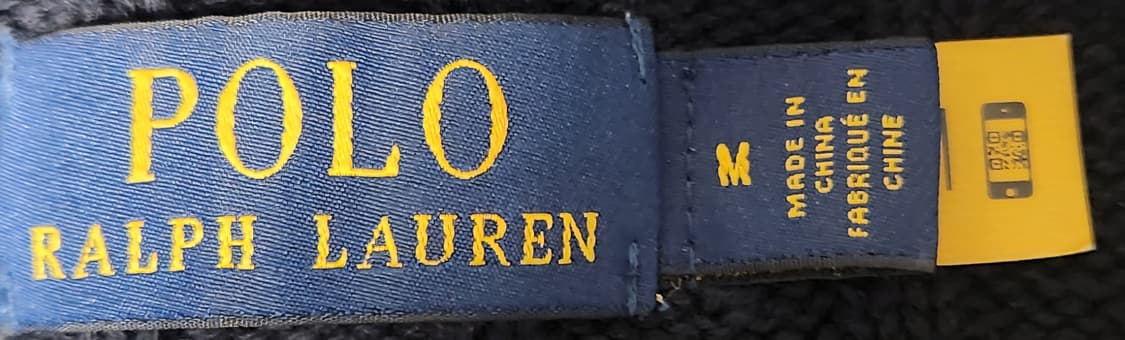 POLO
RALPH LAUREN
M
MADE IN
CHINA
FABRIQUÉ EN
CHINE